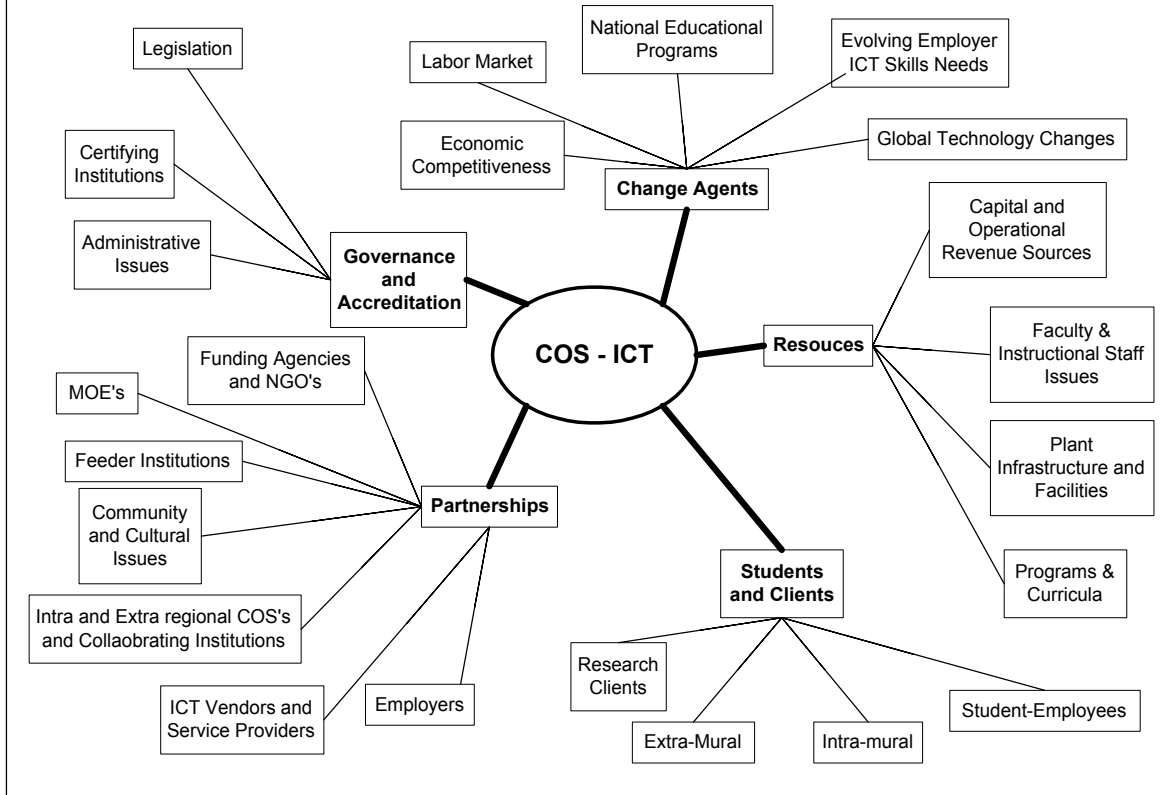 Legislation
Certifying
Institutions
Administrative
Issues
Governance
and
Accreditation
Labor Market
National Educational
Programs
Evolving Employer
ICT Skills Needs
Economic
Competitiveness
Global Technology Changes
Change Agents
COS - ICT
Resouces
Capital and
Operational
Revenue Sources
Faculty &
Instructional Staff
Issues
Plant
Infrastructure and
Facilities
Programs &
Curricula
Funding Agencies
and NGO's
MOE's
Feeder Institutions
Community
and Cultural
Issues
Intra and Extra regional COS's
and Collaobrating Institutions
ICT Vendors and
Service Providers
Employers
Partnerships
Students
and Clients
Research
Clients
Extra-Mural
Intra-mural
Student-Employees